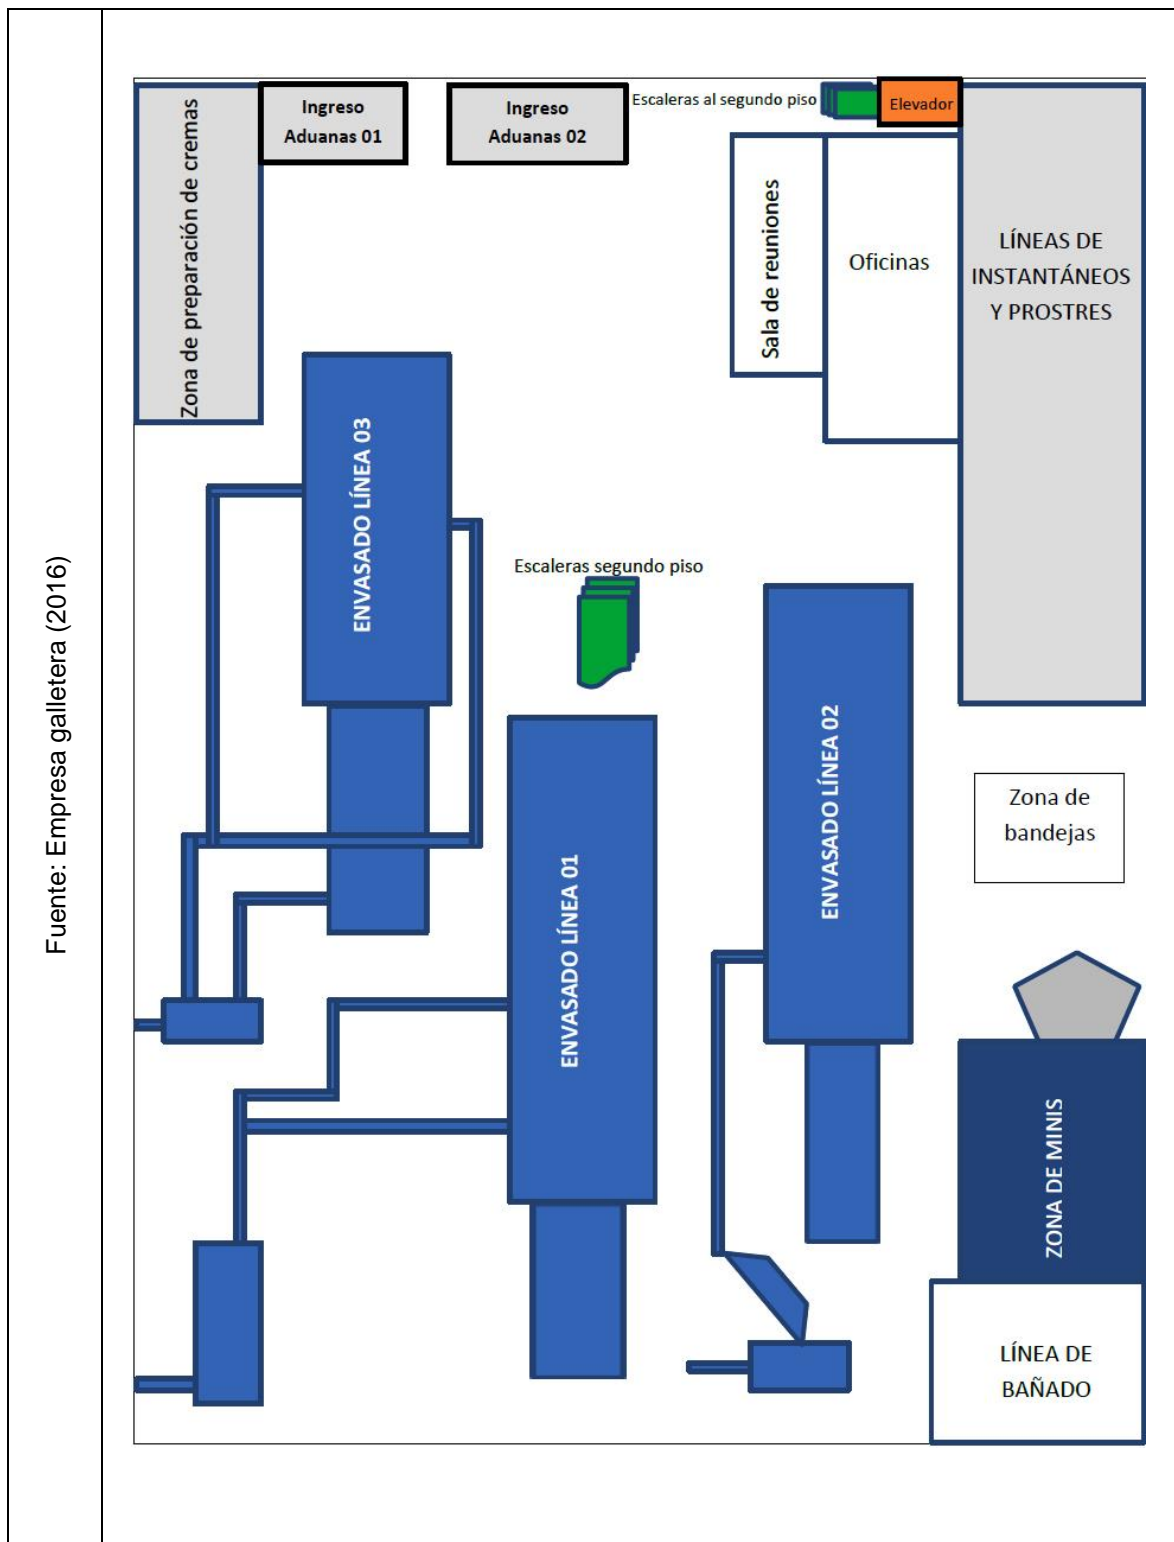 Fuente: Empresa galletera (2016)
Zona de preparación de cremas
Ingreso
Aduanas 01
Ingreso
Aduanas 02
Escaleras al segundo piso
Elevador
Sala de reuniones
Oficinas
LÍNEAS DE
INSTANTÁNEOS
Y PROSTRES
ENVASADO LÍNEA 03
Escaleras segundo piso
ENVASADO LÍNEA 01
ENVASADO LÍNEA 02
Zona de
bandejas
ZONA DE MINIS
LÍNEA DE
BAÑADO